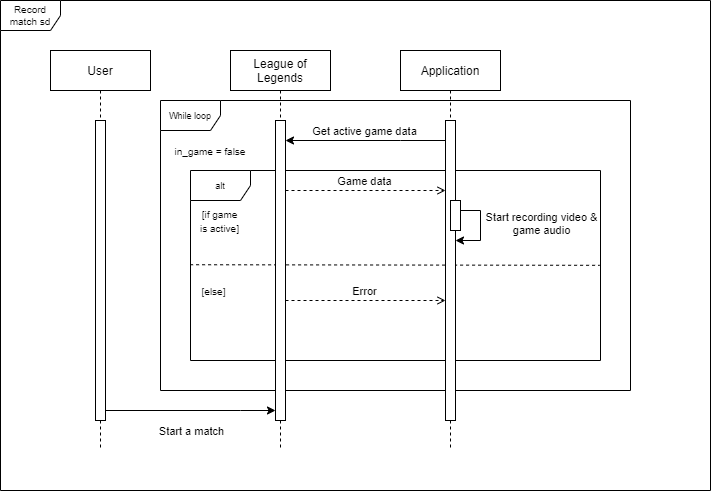 Record
match sd
User
League of
Legends
Application
While loop
Get active game data
in_game = false
alt
Game data
[if game
is active]
Start recording video &
game audio
[else]
Error
Start a match